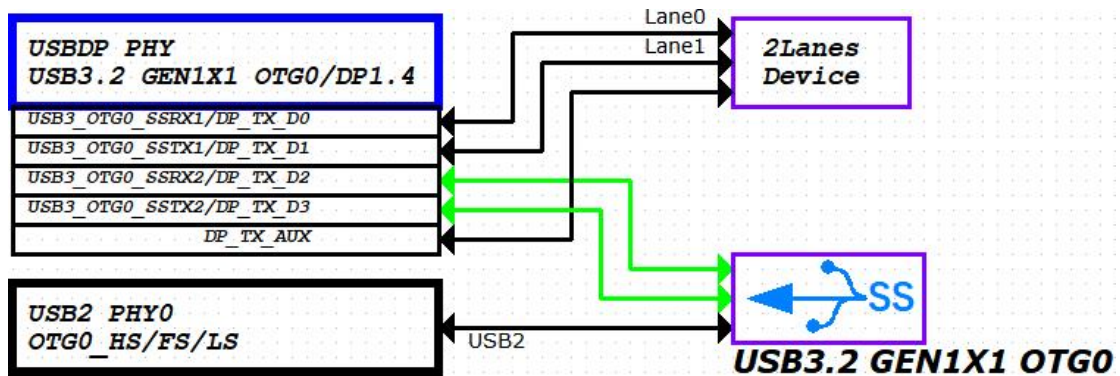 Lane0
Lane1
USBDP PHY
USB3.2 GEN1X1 OTG0/DP1.4
2Lanes
Device
USB3_OTG0_SSRX1/DP_TX_D0
USB3_OTG0_SSTX1/DP_TX_D1
USB3_OTG0_SSRX2/DP_TX_D2
USB3_OTG0_SSTX2/DP_TX_D3
DP_TX_AUX
USB2 PHY0
OTG0_HS/FS/LS
USB2
SS
USB3.2 GEN1X1 OTG0